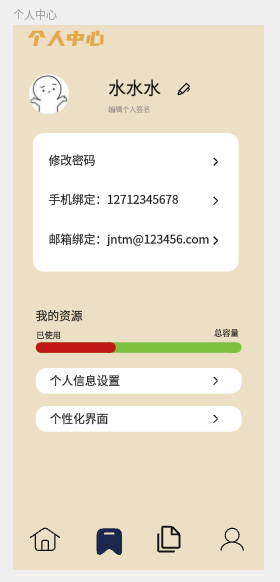 个人中心
个人中心
水水水
编辑个人签名
修改密码
手机绑定：12712345678
邮箱绑定：jntm@123456.com
我的资源
已使用 总容量
个人信息设置
个性化界面